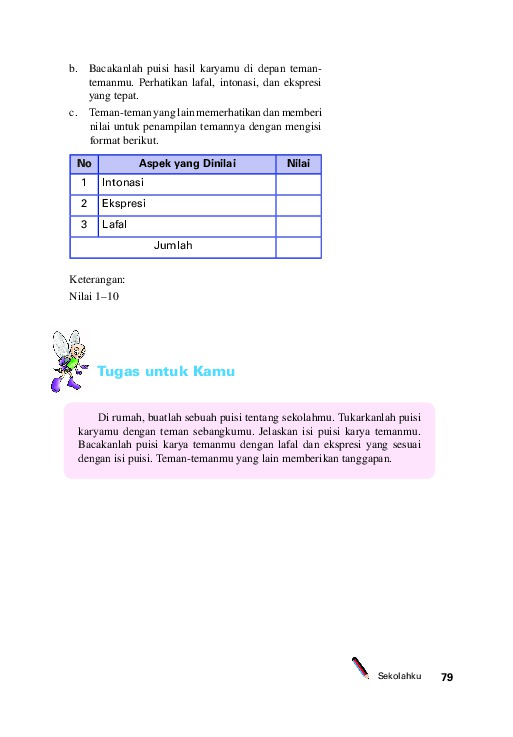 b. Bacakanlah puisi hasil karyamu di depan teman-
temanmu. Perhatikan lafal, intonasi, dan ekspresi
yang tepat.
c. Teman-teman yang lain memerhatikan dan memberi
nilai untuk penampilan temannya dengan mengisi
format berikut.
No Aspek yang Dinilai Nilai
1 Intonasi
2 Ekspresi
3 Lafal
Jumlah
Keterangan:
Nilai 1–10
Tugas untuk Kamu
Di rumah, buatlah sebuah puisi tentang sekolahmu. Tukarkanlah puisi
karyamu dengan teman sebangkumu. Jelaskan isi puisi karya temanmu.
Bacakanlah puisi karya temanmu dengan lafal dan ekspresi yang sesuai
dengan isi puisi. Teman-temanmu yang lain memberikan tanggapan.
Sekolahku 79